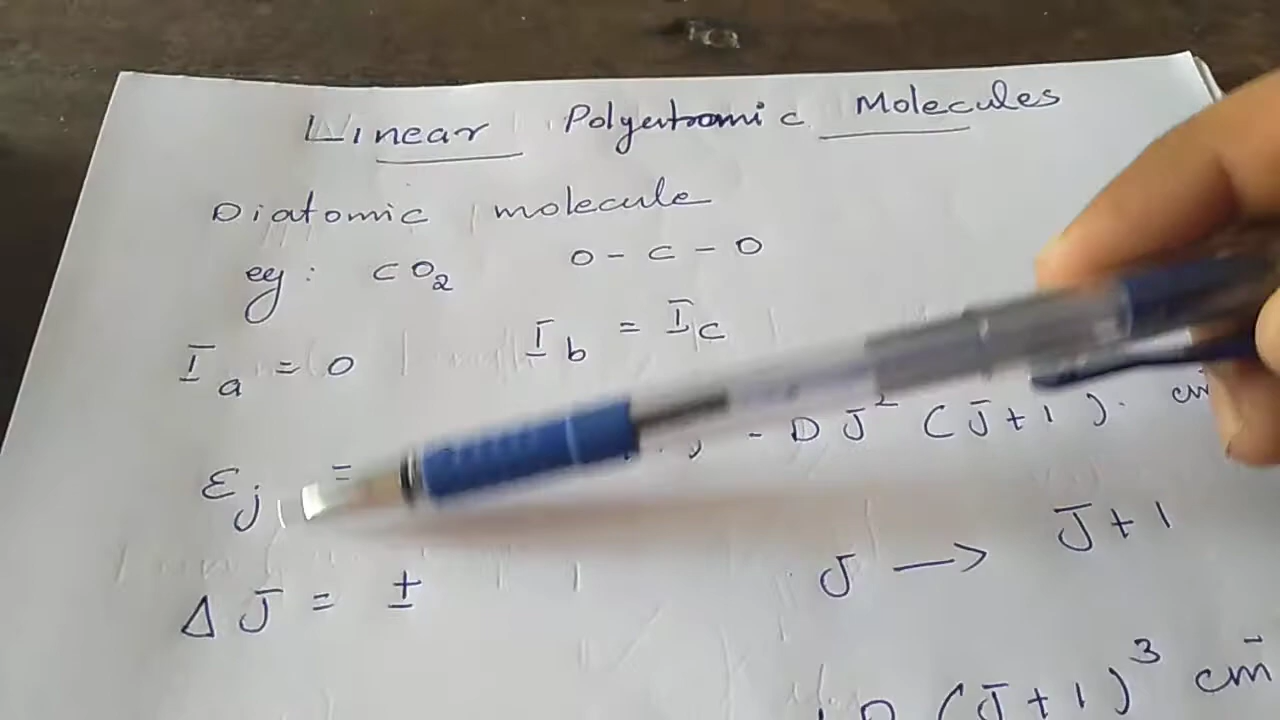 Linear Polyatomic Molecules
Diatomic molecule
eg: CO2 O - C - O
Ia = 0 Ib = Ic
εj = - D J² (J+1). cm
ΔJ = ± J → J+1
(J+1)³ cm⁻